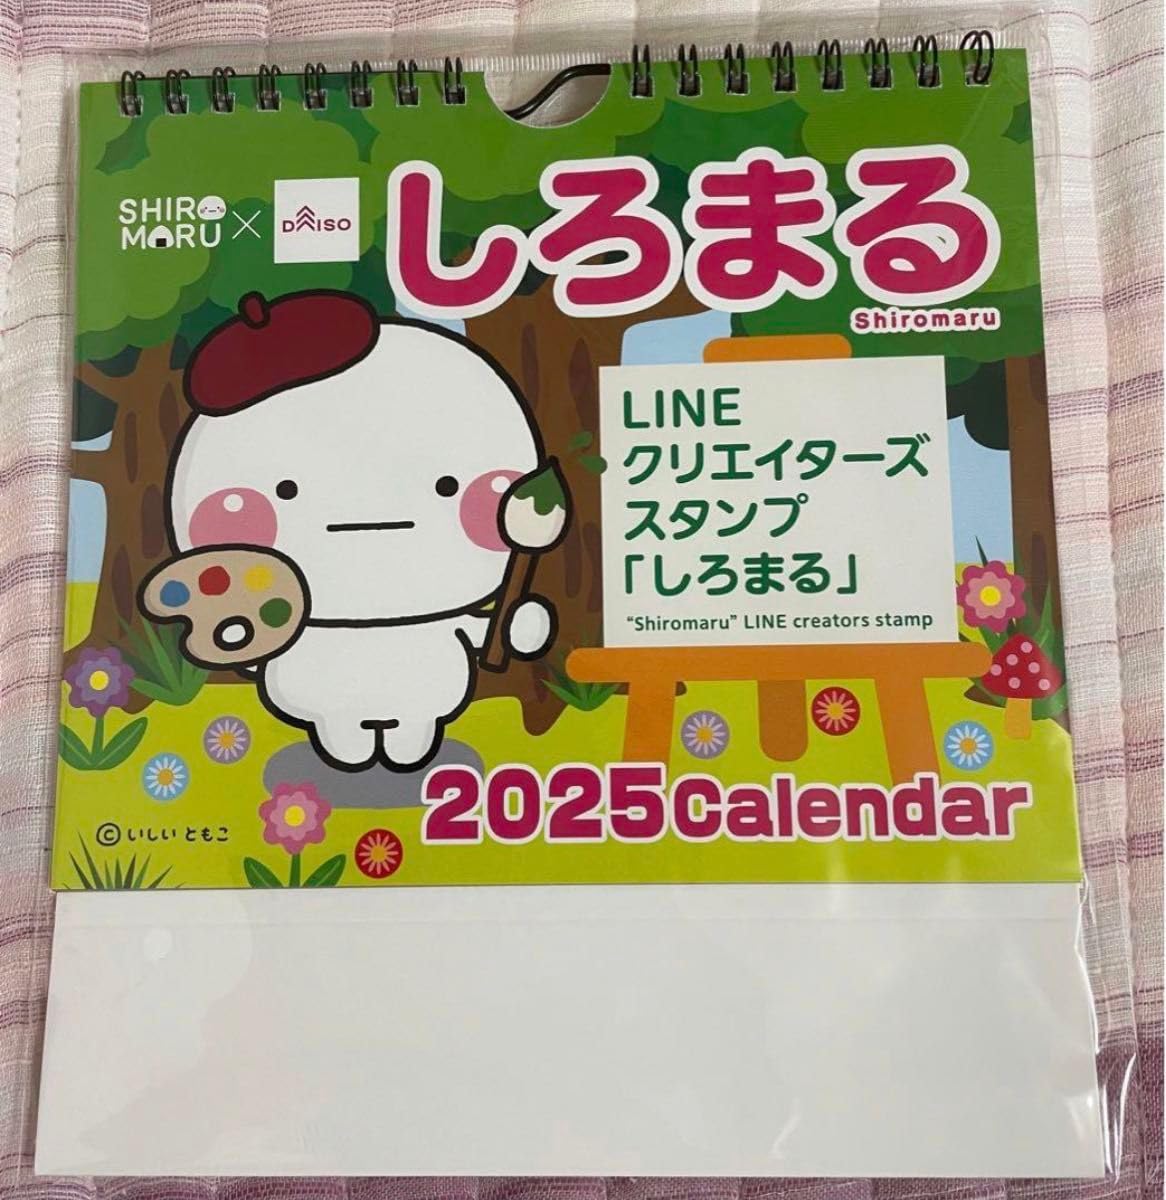 SHIRO
MARU
×
DAISO
しろまる
Shiromaru
LINE
クリエイターズ
スタンプ
「しろまる」
"Shiromaru" LINE creators stamp
2025Calendar
©いしいともこ